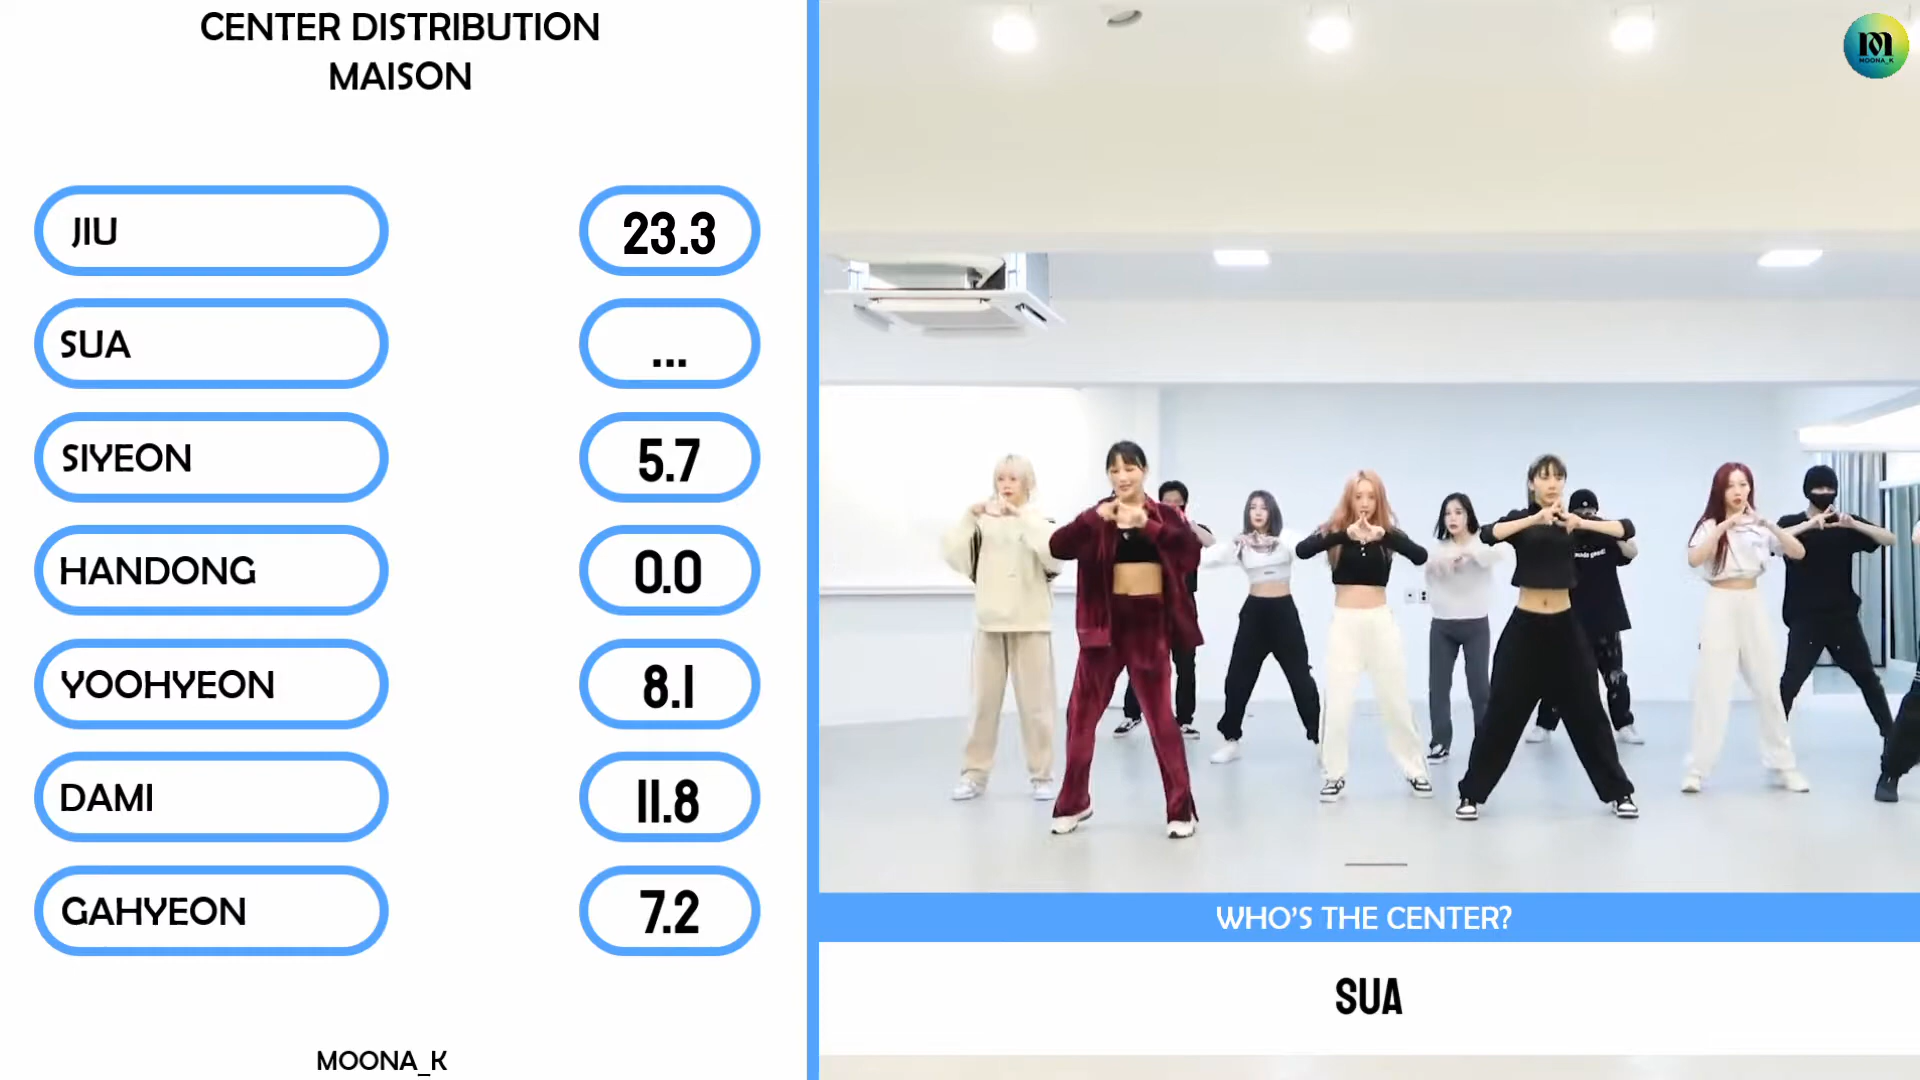 CENTER DISTRIBUTION
MAISON
JIU 23.3
SUA ...
SIYEON 5.7
HANDONG 0.0
YOOHYEON 8.1
DAMI 11.8
GAHYEON 7.2
MOONA_K
M
MOONA_K
WHO'S THE CENTER?
SUA